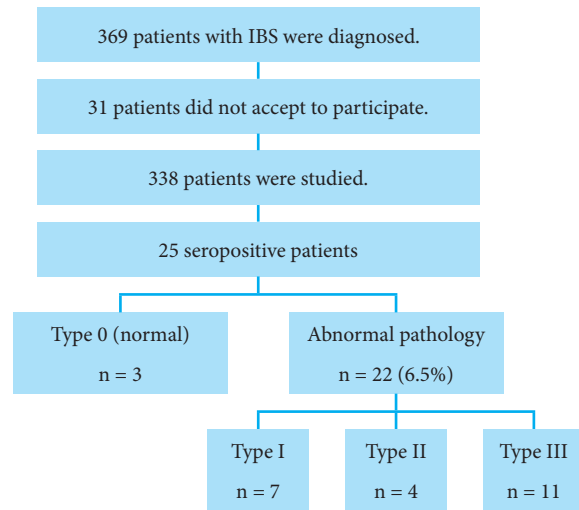 369 patients with IBS were diagnosed.
31 patients did not accept to participate.
338 patients were studied.
25 seropositive patients
Type 0 (normal)
n = 3
Abnormal pathology
n = 22 (6.5%)
Type I
n = 7
Type II
n = 4
Type III
n = 11